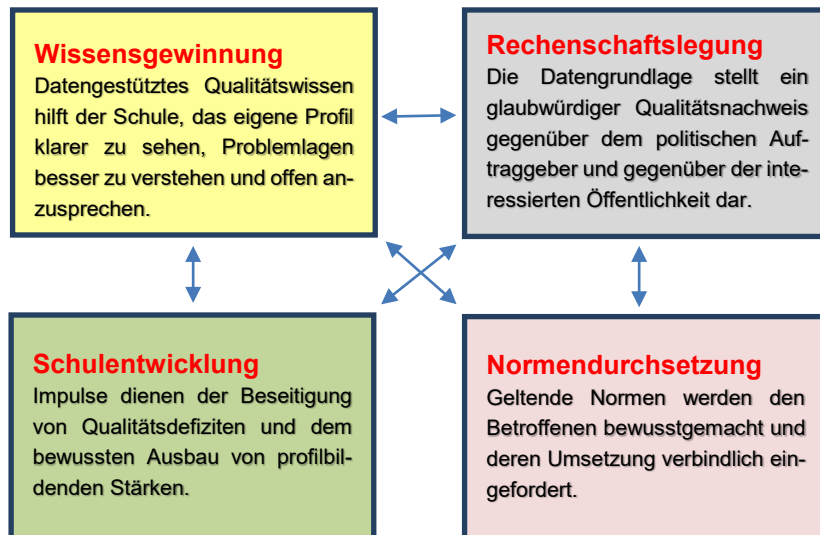 Wissensgewinnung
Datengestütztes Qualitätswissen
hilft der Schule, das eigene Profil
klarer zu sehen, Problemlagen
besser zu verstehen und offen an-
zusprechen.
Rechenschaftslegung
Die Datengrundlage stellt ein
glaubwürdiger Qualitätsnachweis
gegenüber dem politischen Auf-
traggeber und gegenüber der inte-
ressierten Öffentlichkeit dar.
Schulentwicklung
Impulse dienen der Beseitigung
von Qualitätsdefiziten und dem
bewussten Ausbau von profilbil-
denden Stärken.
Normendurchsetzung
Geltende Normen werden den
Betroffenen bewusstgemacht und
deren Umsetzung verbindlich ein-
gefordert.